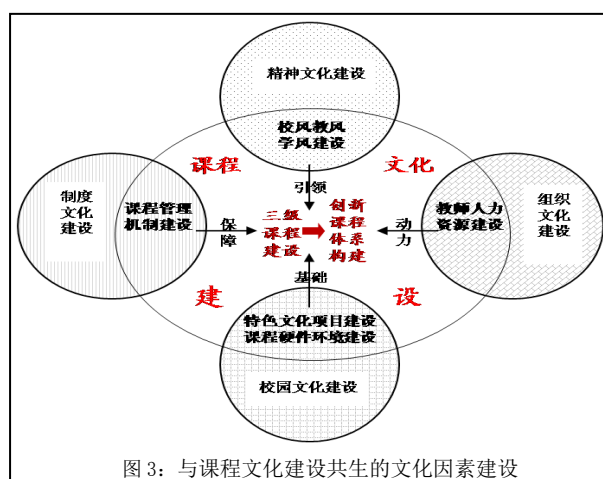 精神文化建设
校风教风
学风建设
课程
文化
引领
制度
文化
建设
课程管理
机制建设
保
障
三级
课程
建设
创新
课程
体系
构建
动
力
教师人力
资源建设
组织
文化
建设
建
设
基础
特色文化项目建设
课程硬件环境建设
校园文化建设
图 3：与课程文化建设共生的文化因素建设